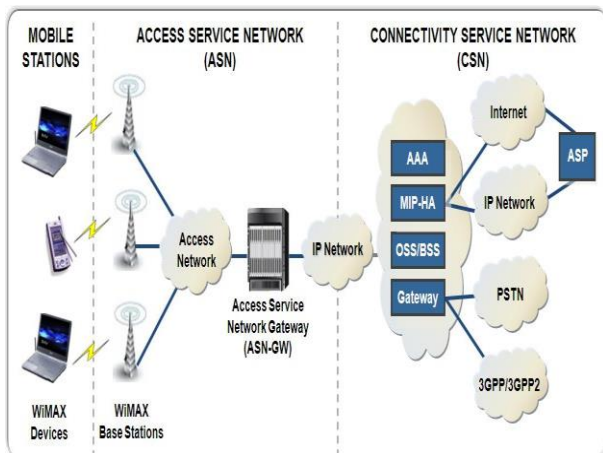 MOBILE
STATIONS
ACCESS SERVICE NETWORK
(ASN)
CONNECTIVITY SERVICE NETWORK
(CSN)
Internet
AAA
ASP
MIP-HA
IP Network
Access
Network
IP Network
OSS/BSS
Access Service
Network Gateway
(ASN-GW)
Gateway
PSTN
3GPP/3GPP2
WiMAX
Devices
WiMAX
Base Stations